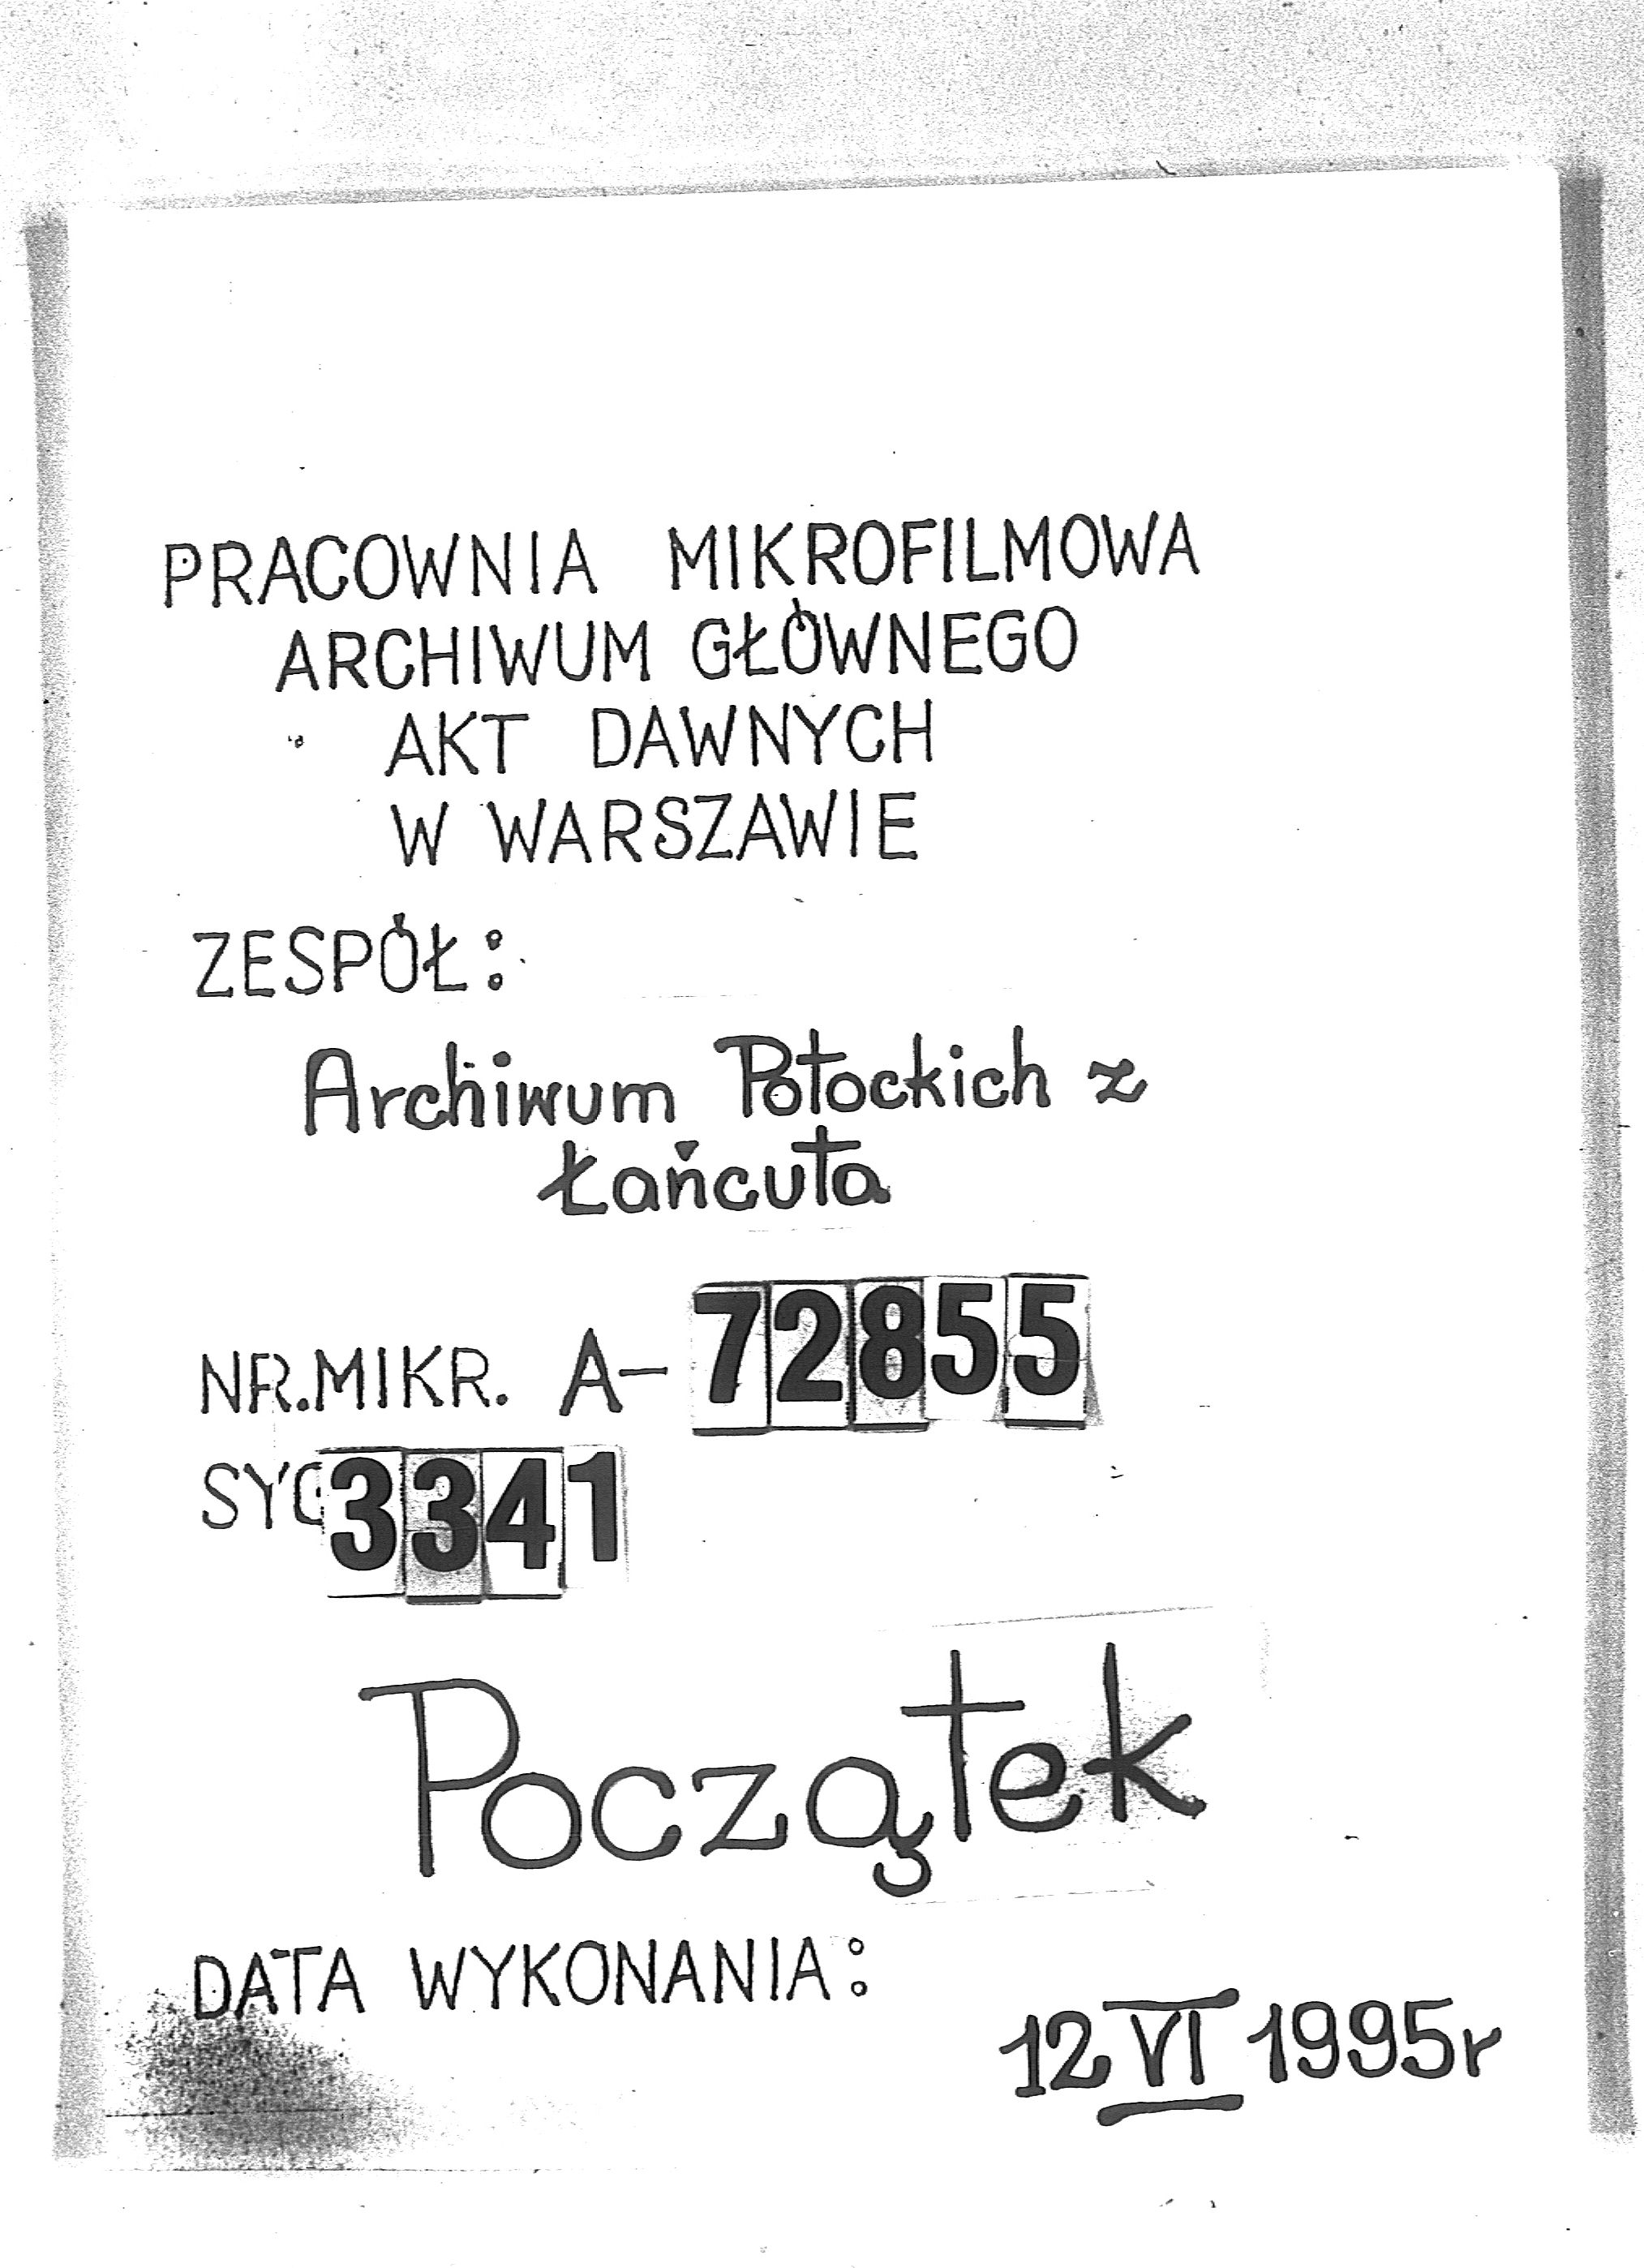 PRACOWNIA MIKROFILMOWA
ARCHIWUM GŁÓWNEGO
AKT DAWNYCH
W WARSZAWIE
ZESPÓŁ:
Archiwum Potockich z
Łańcuta
NR.MIKR. A-72855
SYG 3341
Początek
DATA WYKONANIA:
12 VI 1995r